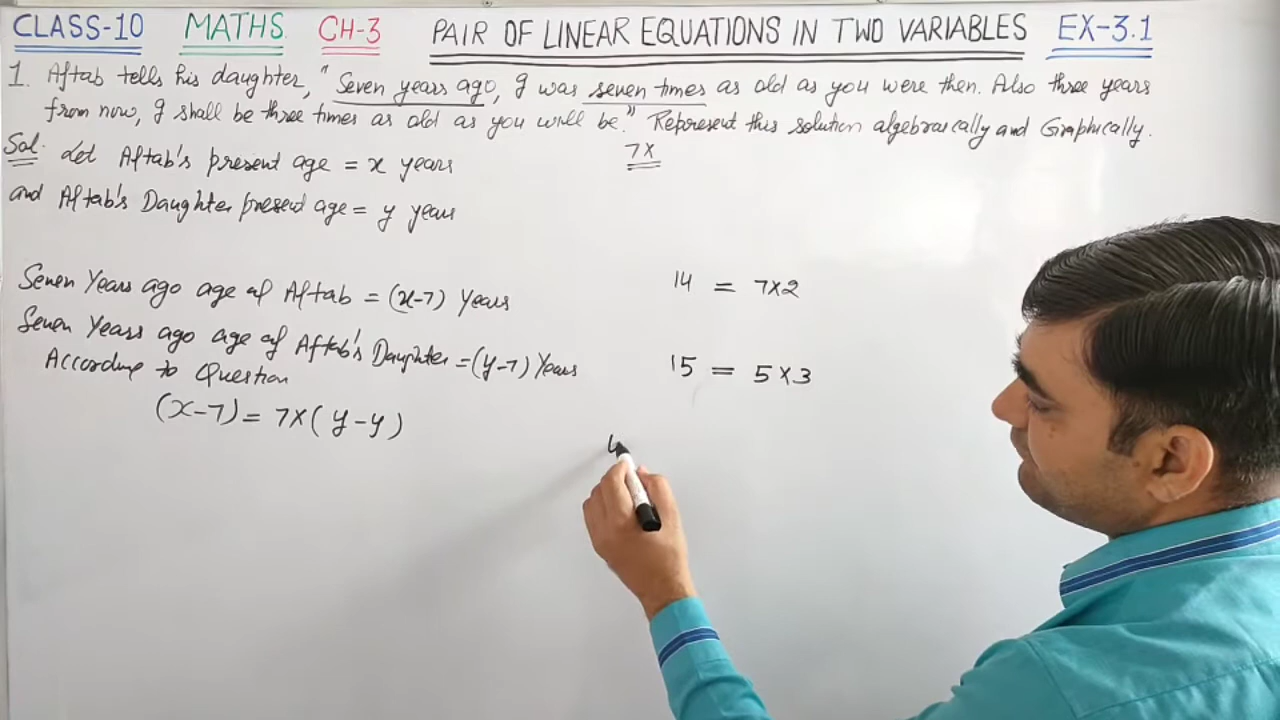 CLASS-10 MATHS CH-3 PAIR OF LINEAR EQUATIONS IN TWO VARIABLES EX-3.1
1. Aftab tells his daughter, "Seven years ago, I was seven times as old as you were then. Also three years
from now, I shall be three times as old as you will be." Represent this solution algebraically and Graphically.
Sol. Let Aftab's present age = x years
7X
and Aftab's Daughter present age = y years
Seven Years ago age of Aftab = (x-7) Years
14 = 7x2
Seven Years ago age of Aftab's Daughter = (y-7) Years
15 = 5x3
According to Question
(x-7) = 7x(y-y)